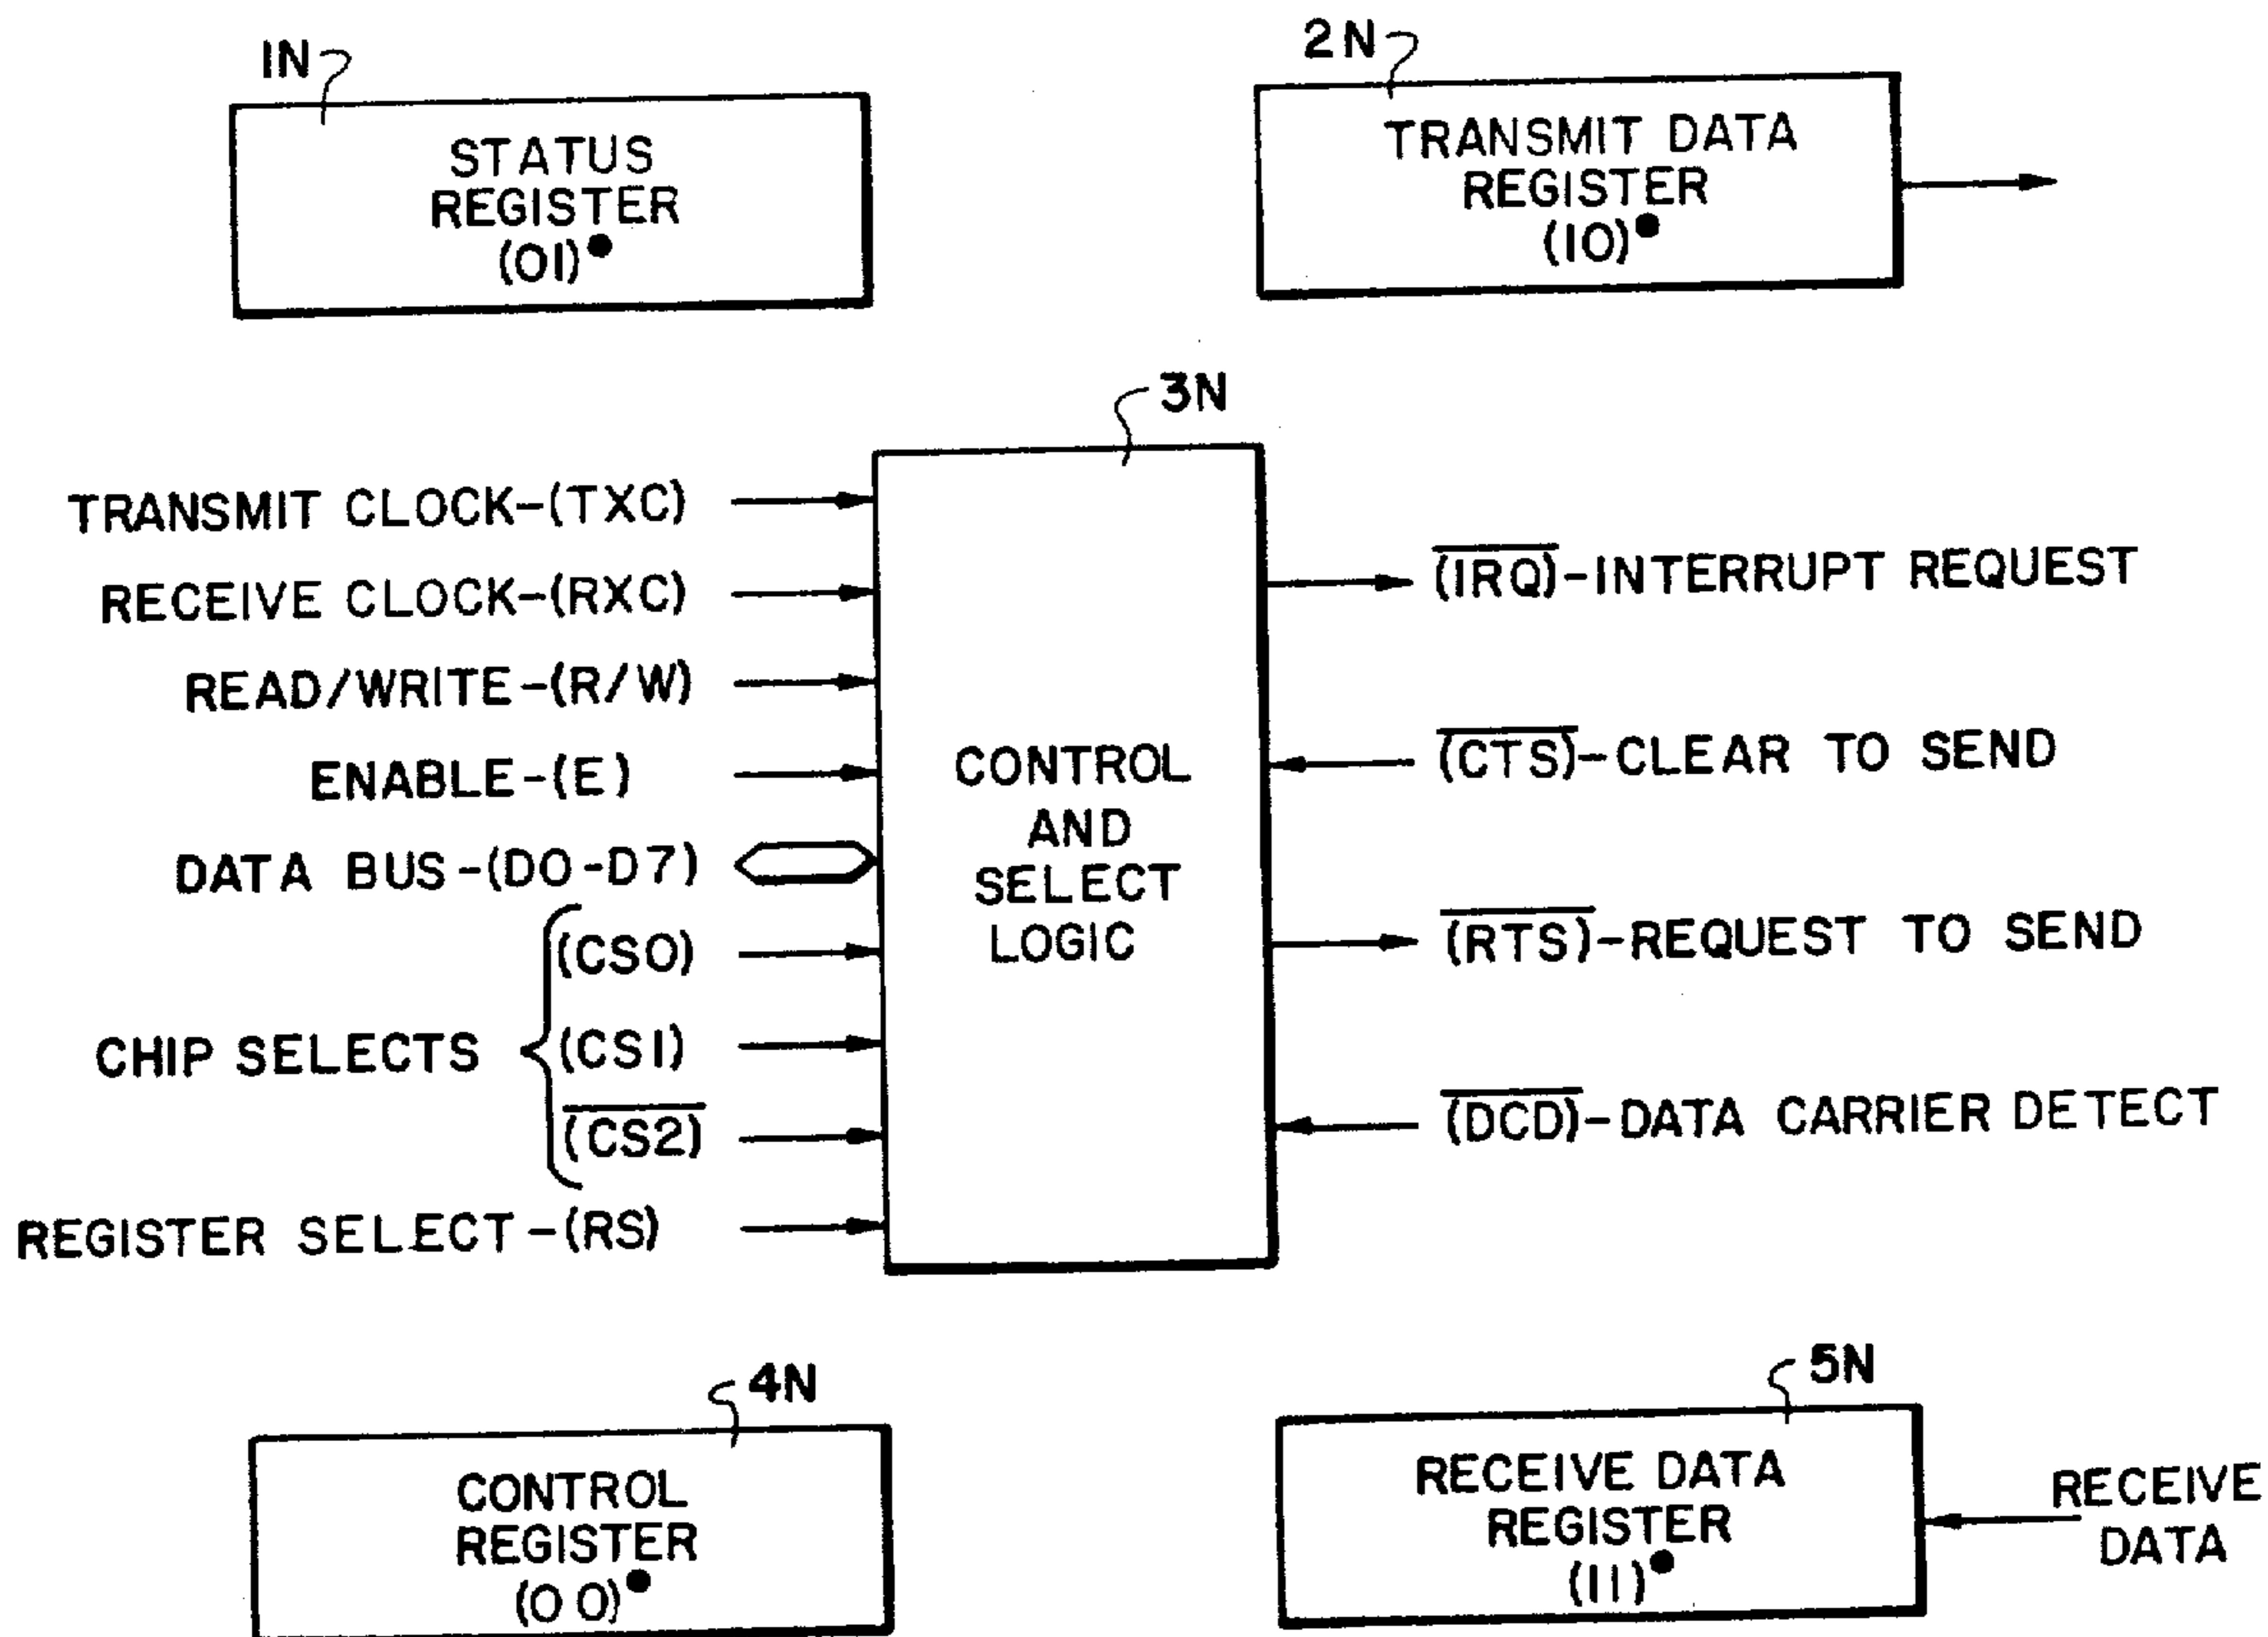 1N
STATUS
REGISTER
(01)●
2N
TRANSMIT DATA
REGISTER
(10)●
3N
TRANSMIT CLOCK-(TXC)
RECEIVE CLOCK-(RXC)
READ/WRITE-(R/W)
ENABLE-(E)
DATA BUS-(D0-D7)
CHIP SELECTS
(CS0)
(CS1)
(CS2)
REGISTER SELECT-(RS)
CONTROL
AND
SELECT
LOGIC
(IRQ)-INTERRUPT REQUEST
(CTS)-CLEAR TO SEND
(RTS)-REQUEST TO SEND
(DCD)-DATA CARRIER DETECT
4N
CONTROL
REGISTER
(00)●
5N
RECEIVE DATA
REGISTER
(11)●
RECEIVE
DATA